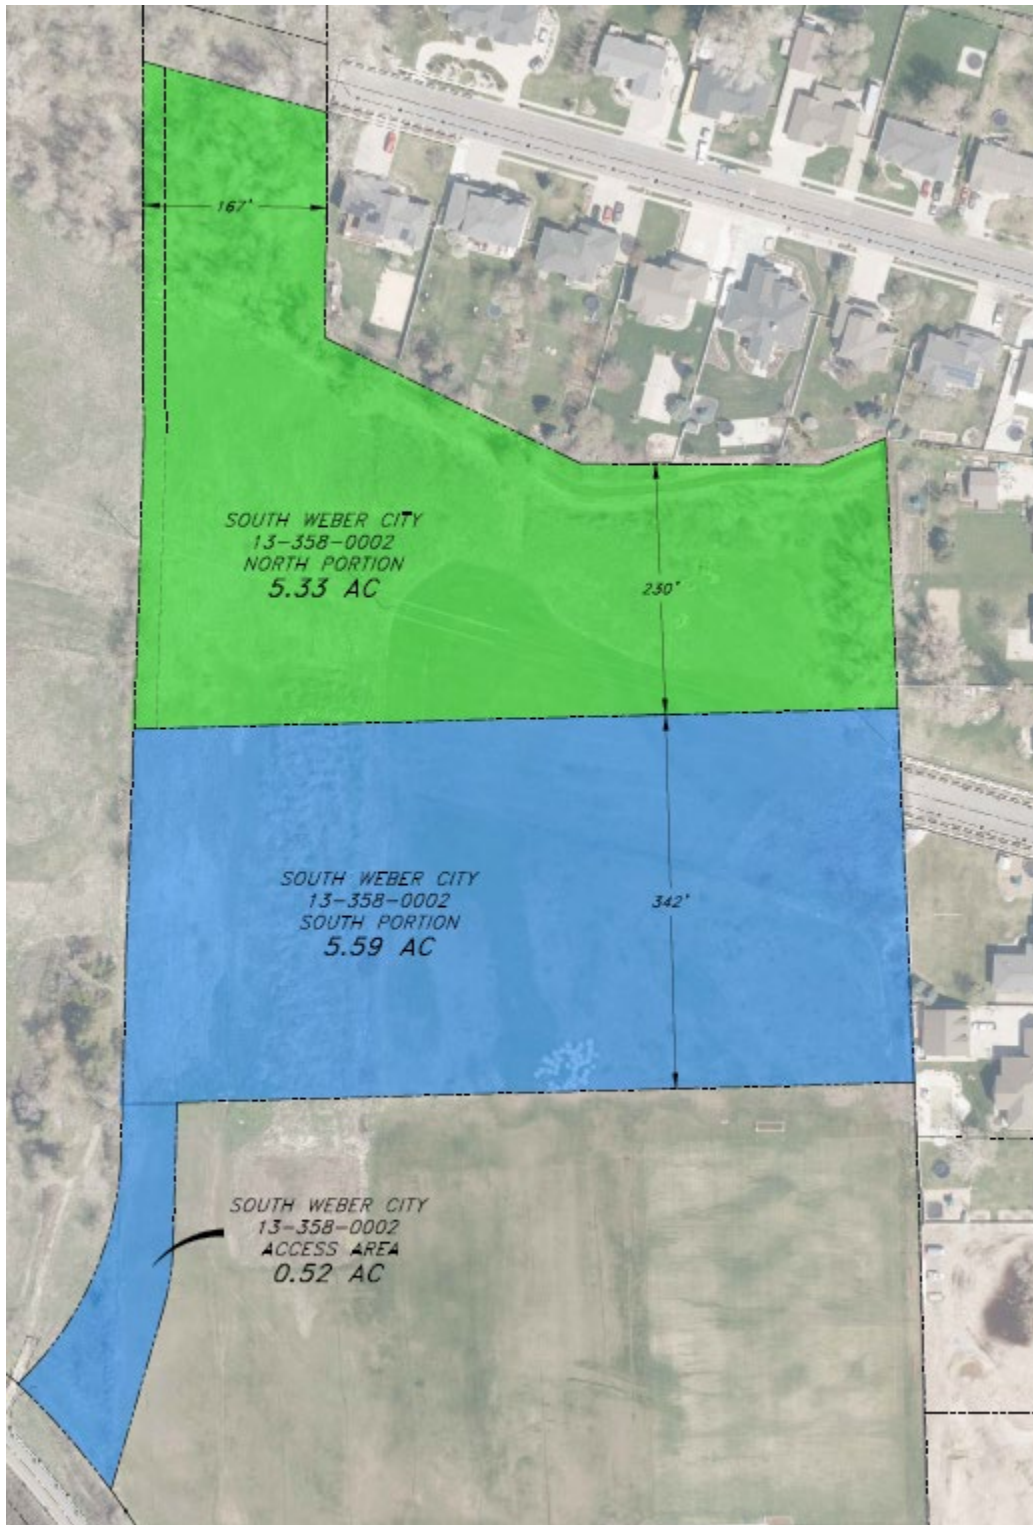 167'
SOUTH WEBER CITY
13-358-0002
NORTH PORTION
5.33 AC
230'
SOUTH WEBER CITY
13-358-0002
SOUTH PORTION
5.59 AC
342'
SOUTH WEBER CITY
13-358-0002
ACCESS AREA
0.52 AC